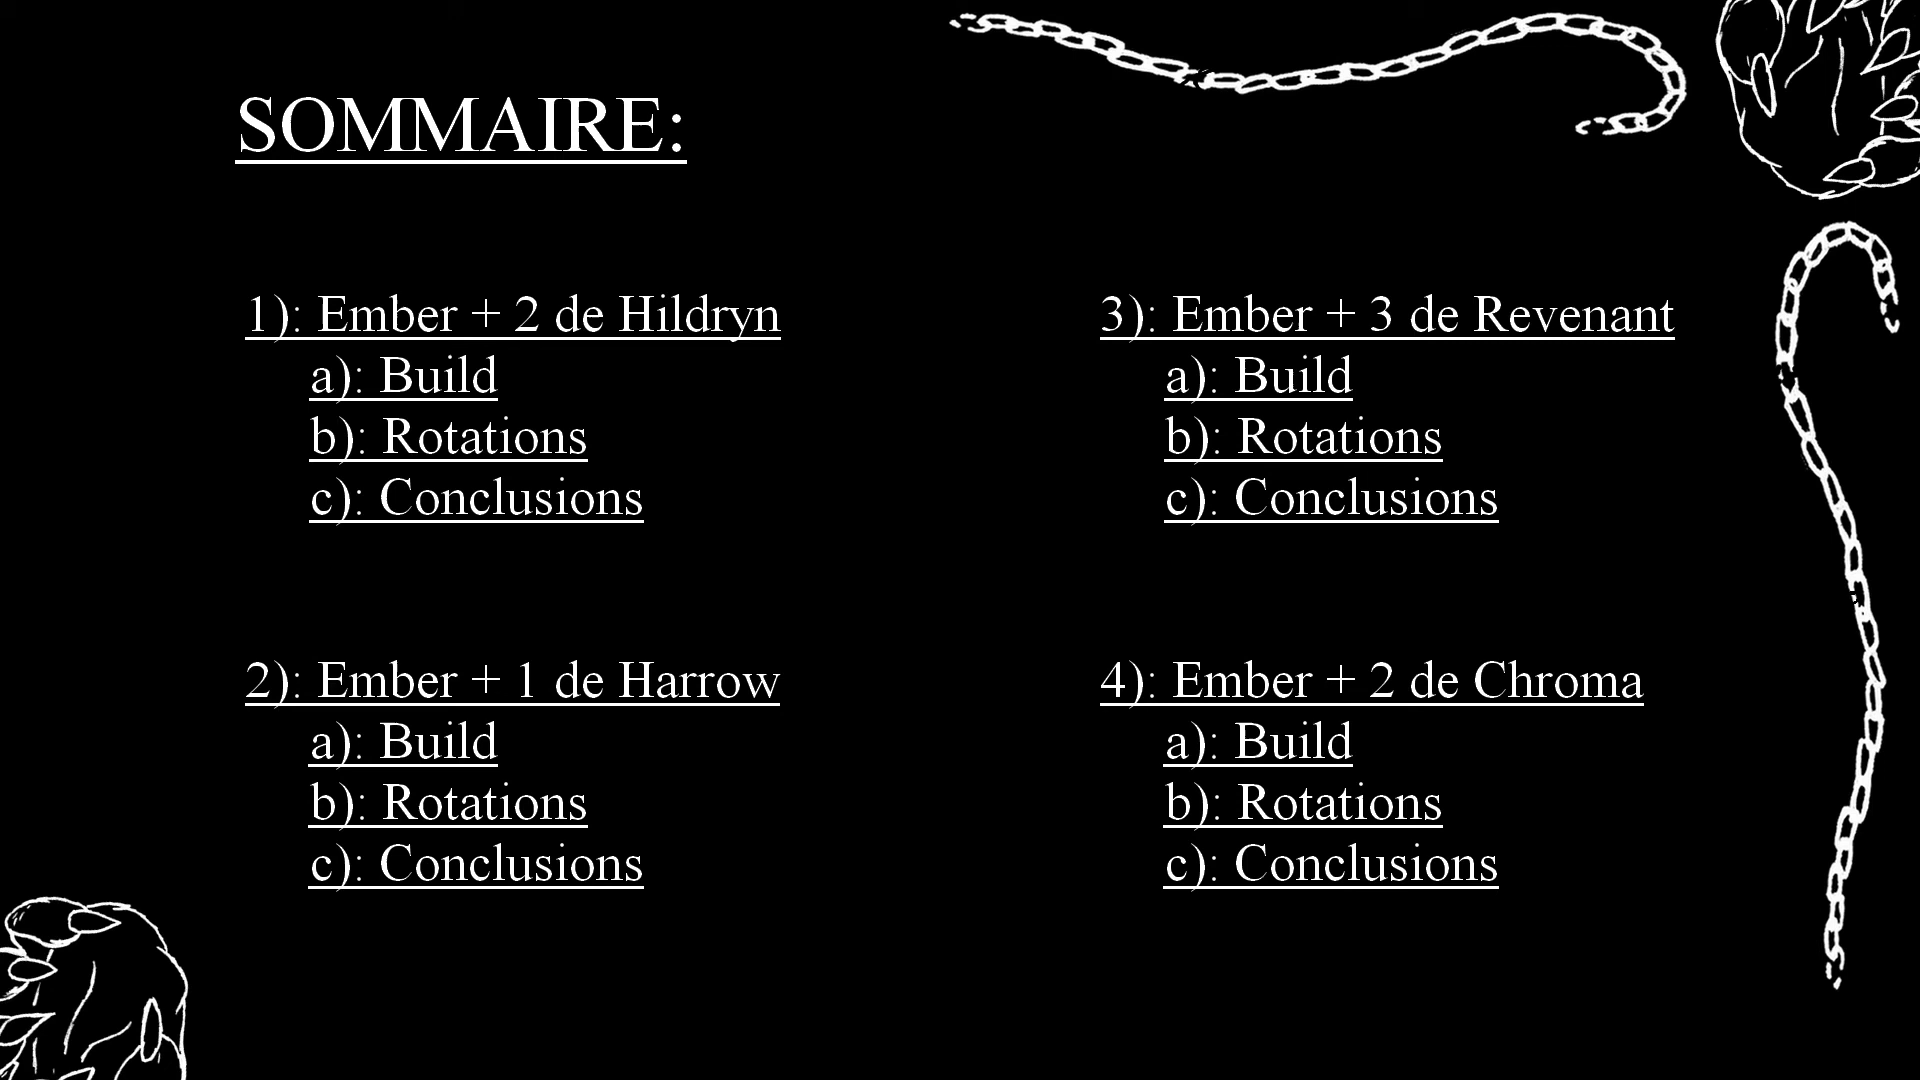 SOMMAIRE:
1): Ember + 2 de Hildryn
a): Build
b): Rotations
c): Conclusions
2): Ember + 1 de Harrow
a): Build
b): Rotations
c): Conclusions
3): Ember + 3 de Revenant
a): Build
b): Rotations
c): Conclusions
4): Ember + 2 de Chroma
a): Build
b): Rotations
c): Conclusions